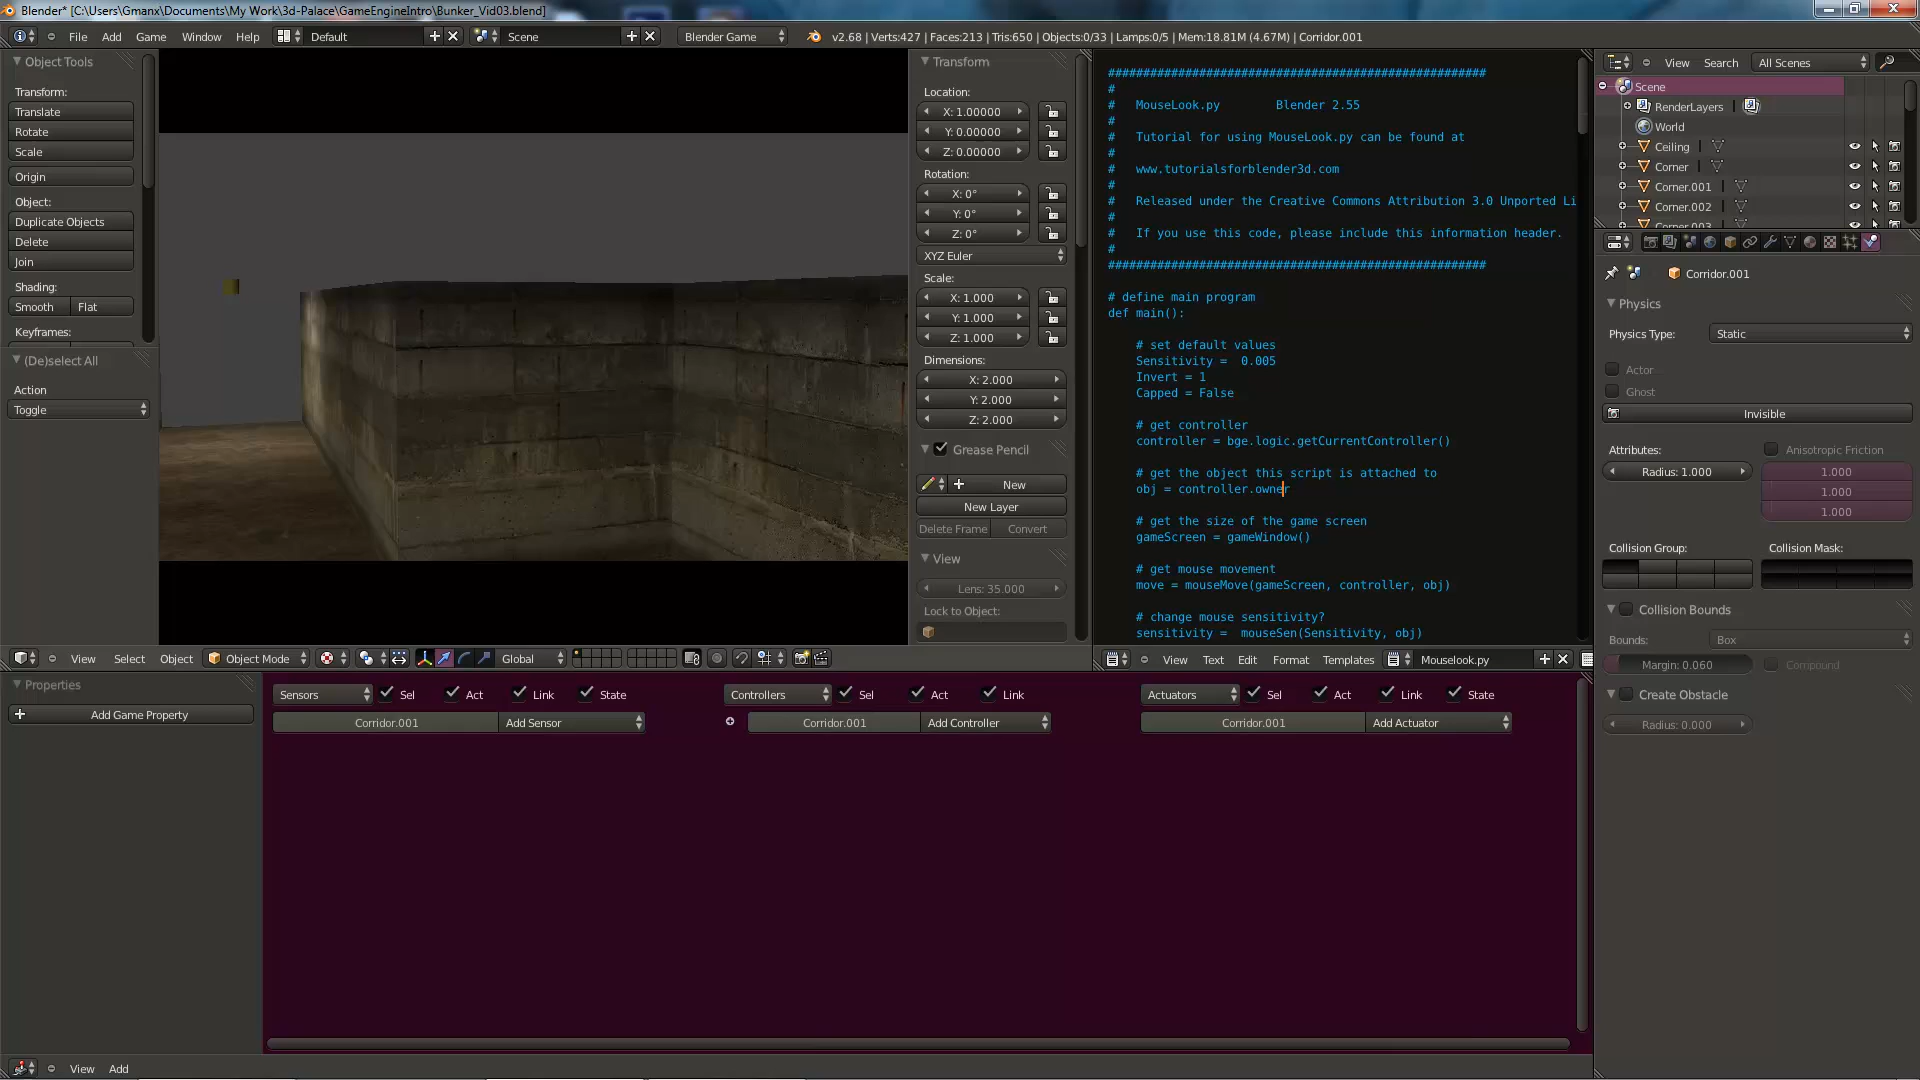 Blender* [C:\Users\Gmanx\Documents\My Work\3d-Palace\GameEngineIntro\Bunker_Vid03.blend]
File Add Game Window Help Default Scene Blender Game v2.68 | Verts:427 | Faces:213 | Tris:650 | Objects:0/33 | Lamps:0/5 | Mem:18.81M (4.67M) | Corridor.001
Object Tools
Transform:
Translate
Rotate
Scale
Origin
Object:
Duplicate Objects
Delete
Join
Shading:
Smooth Flat
Keyframes:
(De)select All
Action
Toggle
Transform
Location:
X: 1.00000
Y: 0.00000
Z: 0.00000
Rotation:
X: 0°
Y: 0°
Z: 0°
XYZ Euler
Scale:
X: 1.000
Y: 1.000
Z: 1.000
Dimensions:
X: 2.000
Y: 2.000
Z: 2.000
Grease Pencil
New
New Layer
Delete Frame Convert
View
Lens: 35.000
Lock to Object:
######################################################
#
# MouseLook.py Blender 2.55
#
# Tutorial for using MouseLook.py can be found at
#
# www.tutorialsforblender3d.com
#
# Released under the Creative Commons Attribution 3.0 Unported Li
#
# If you use this code, please include this information header.
#
######################################################
# define main program
def main():
# set default values
Sensitivity = 0.005
Invert = 1
Capped = False
# get controller
controller = bge.logic.getCurrentController()
# get the object this script is attached to
obj = controller.owner
# get the size of the game screen
gameScreen = gameWindow()
# get mouse movement
move = mouseMove(gameScreen, controller, obj)
# change mouse sensitivity?
sensitivity = mouseSen(Sensitivity, obj)
View Search All Scenes
Scene
RenderLayers
World
Ceiling
Corner
Corner.001
Corner.002
Corner.003
Corridor.001
Physics
Physics Type: Static
Actor
Ghost
Invisible
Attributes: Anisotropic Friction
Radius: 1.000 1.000
1.000
1.000
Collision Group: Collision Mask:
Collision Bounds
Bounds: Box
Margin: 0.060 Compound
Create Obstacle
Radius: 0.000
View Select Object Object Mode Global
View Text Edit Format Templates Mouselook.py
Properties
Add Game Property
Sensors Sel Act Link State
Corridor.001 Add Sensor
Controllers Sel Act Link
Corridor.001 Add Controller
Actuators Sel Act Link State
Corridor.001 Add Actuator
View Add